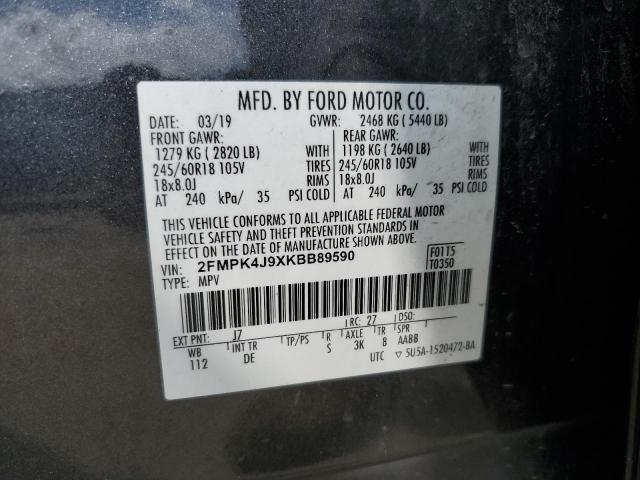 MFD. BY FORD MOTOR CO.
DATE: 03/19 GVWR: 2468 KG ( 5440 LB)
FRONT GAWR: REAR GAWR:
1279 KG ( 2820 LB) 1198 KG ( 2640 LB)
245/60R18 105V TIRES 245/60R18 105V TIRES
18x8.0J RIMS 18x8.0J RIMS
AT 240 kPa/ 35 PSI COLD AT 240 kPa/ 35 PSI COLD
THIS VEHICLE CONFORMS TO ALL APPLICABLE FEDERAL MOTOR
VEHICLE SAFETY AND THEFT PREVENTION STANDARDS IN
EFFECT ON THE DATE OF MANUFACTURE SHOWN ABOVE.
VIN: 2FMPK4J9XKBB89590 F0115
TYPE: MPV T0350
EXT PNT: J7 RC: 27 DSO:
WB INT TR TP/PS R AXLE TR SPR
112 DE S 3K 8 AABB
UTC ▽ 5U5A-1520472-BA